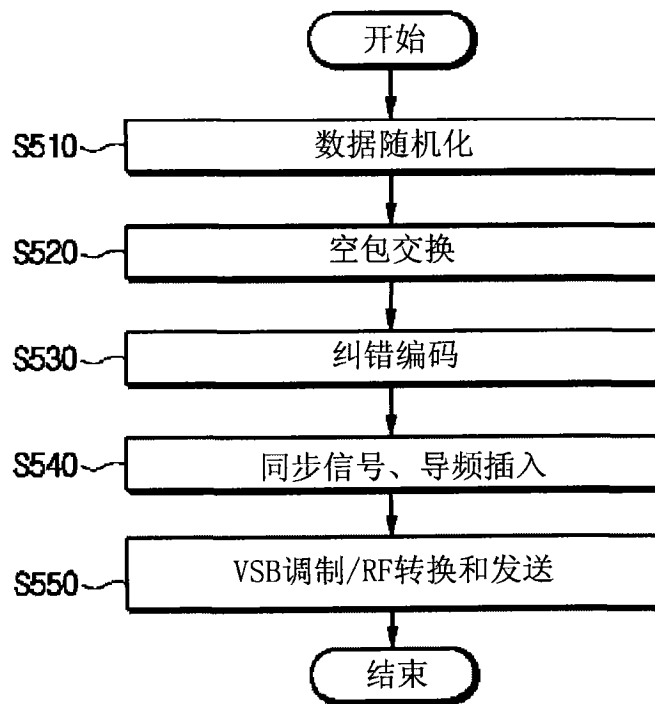 开始
S510 数据随机化
S520 空包交换
S530 纠错编码
S540 同步信号、导频插入
S550 VSB调制/RF转换和发送
结束